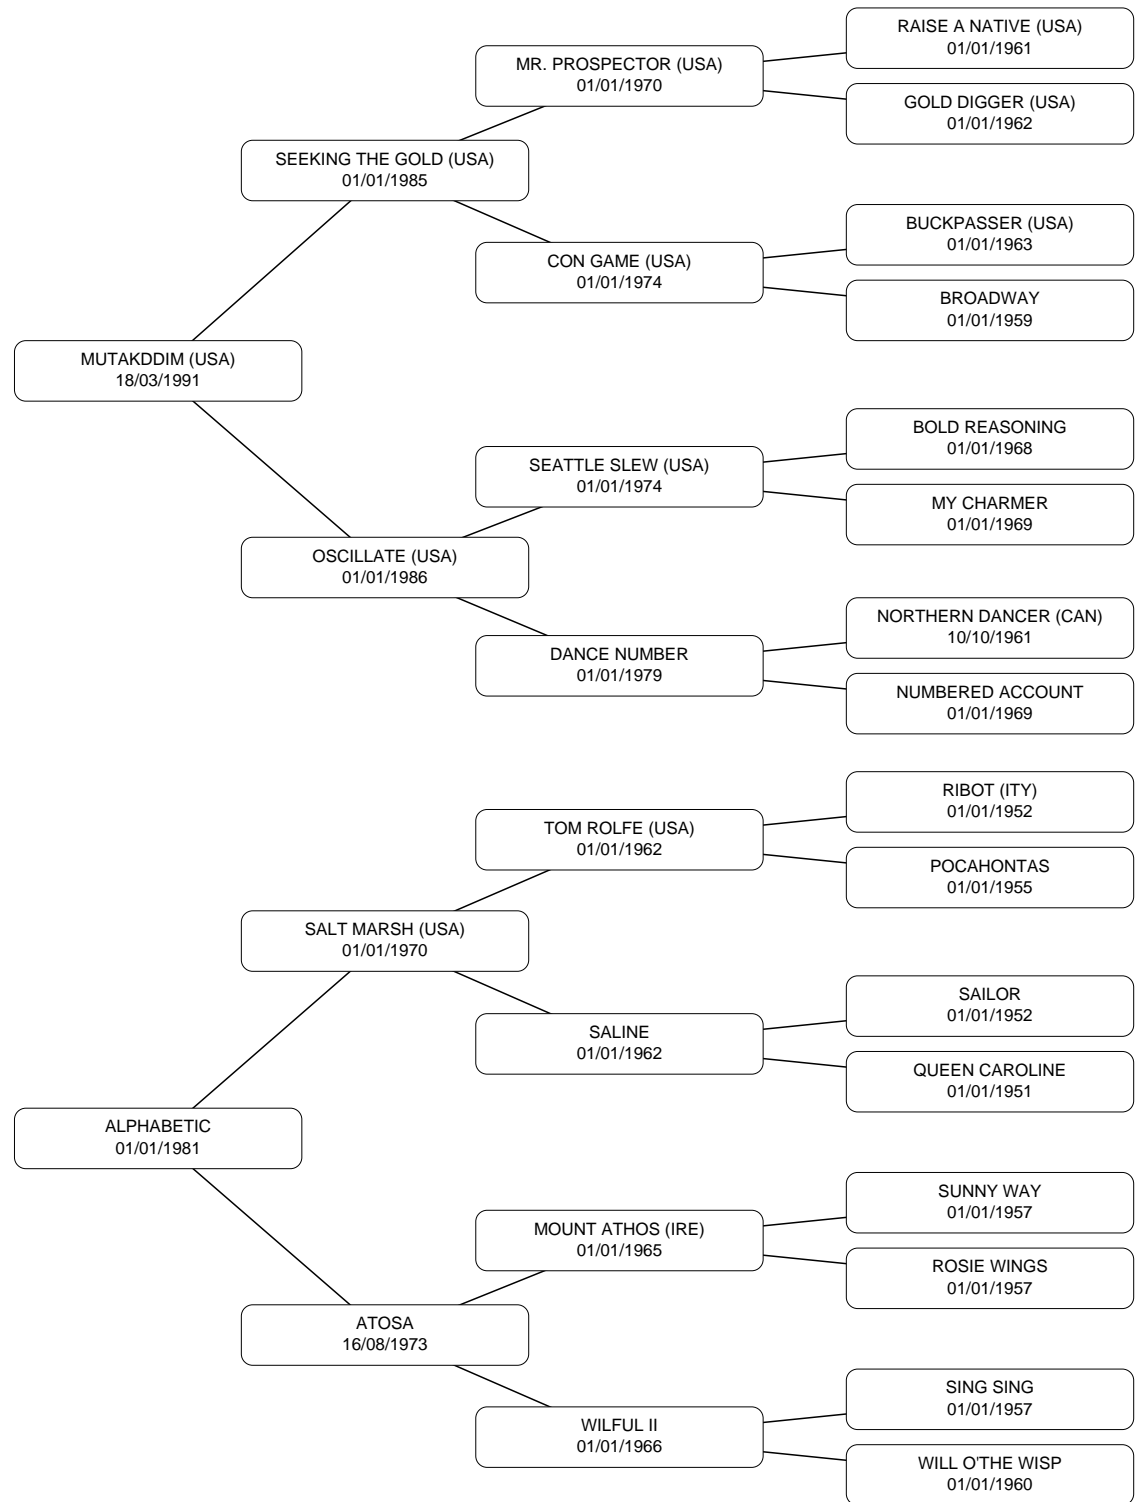 RAISE A NATIVE (USA)
01/01/1961
MR. PROSPECTOR (USA)
01/01/1970
GOLD DIGGER (USA)
01/01/1962
SEEKING THE GOLD (USA)
01/01/1985
BUCKPASSER (USA)
01/01/1963
CON GAME (USA)
01/01/1974
BROADWAY
01/01/1959
MUTAKDDIM (USA)
18/03/1991
BOLD REASONING
01/01/1968
SEATTLE SLEW (USA)
01/01/1974
MY CHARMER
01/01/1969
OSCILLATE (USA)
01/01/1986
NORTHERN DANCER (CAN)
10/10/1961
DANCE NUMBER
01/01/1979
NUMBERED ACCOUNT
01/01/1969
RIBOT (ITY)
01/01/1952
TOM ROLFE (USA)
01/01/1962
POCAHONTAS
01/01/1955
SALT MARSH (USA)
01/01/1970
SAILOR
01/01/1952
SALINE
01/01/1962
QUEEN CAROLINE
01/01/1951
ALPHABETIC
01/01/1981
SUNNY WAY
01/01/1957
MOUNT ATHOS (IRE)
01/01/1965
ROSIE WINGS
01/01/1957
ATOSA
16/08/1973
SING SING
01/01/1957
WILFUL II
01/01/1966
WILL O'THE WISP
01/01/1960